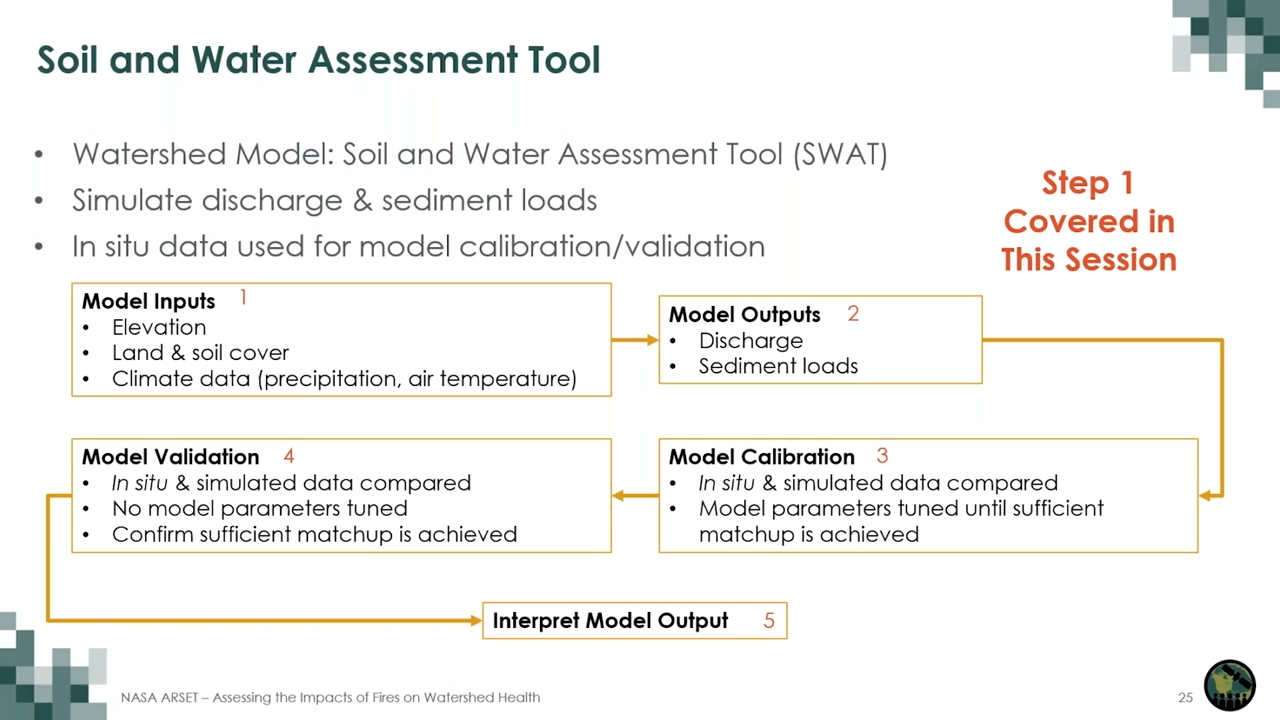 Soil and Water Assessment Tool
• Watershed Model: Soil and Water Assessment Tool (SWAT)
• Simulate discharge & sediment loads
• In situ data used for model calibration/validation
Step 1
Covered in
This Session
Model Inputs 1
• Elevation
• Land & soil cover
• Climate data (precipitation, air temperature)
Model Outputs 2
• Discharge
• Sediment loads
Model Calibration 3
• In situ & simulated data compared
• Model parameters tuned until sufficient
matchup is achieved
Model Validation 4
• In situ & simulated data compared
• No model parameters tuned
• Confirm sufficient matchup is achieved
Interpret Model Output 5
NASA ARSET – Assessing the Impacts of Fires on Watershed Health
25